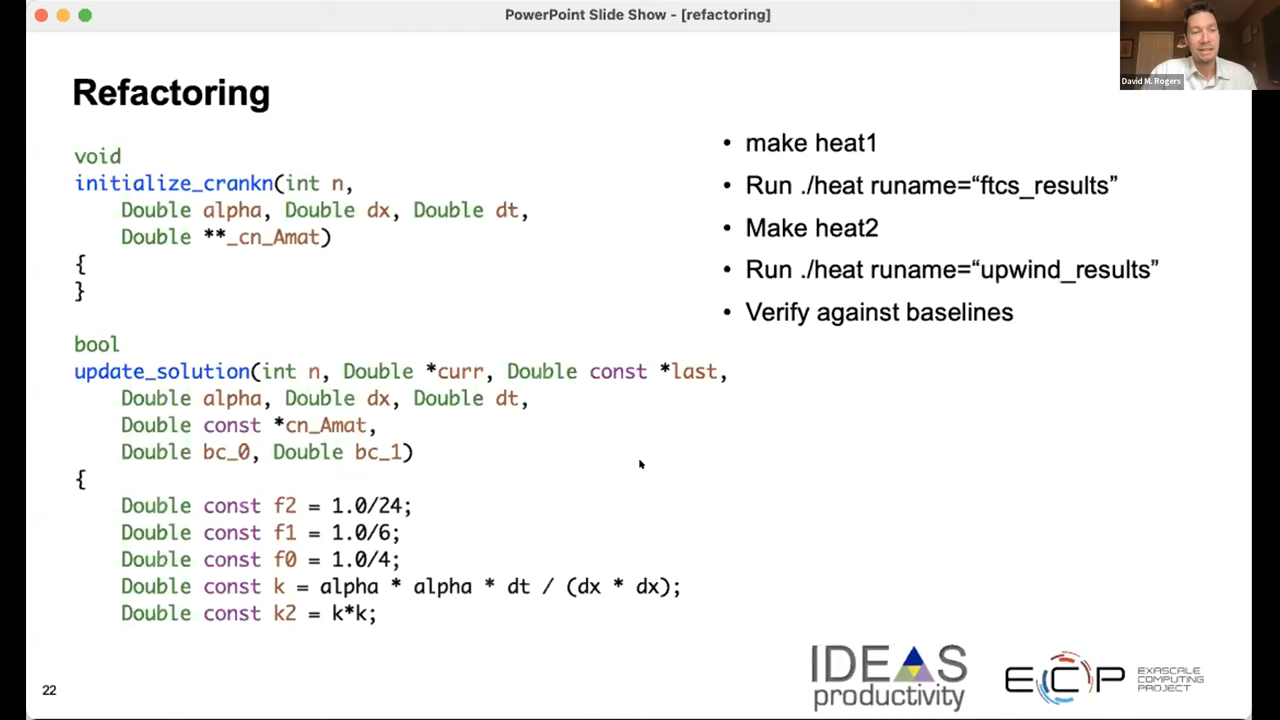 PowerPoint Slide Show - [refactoring]
David M. Rogers
Refactoring
void
initialize_crankn(int n,
Double alpha, Double dx, Double dt,
Double **_cn_Amat)
{
}
bool
update_solution(int n, Double *curr, Double const *last,
Double alpha, Double dx, Double dt,
Double const *cn_Amat,
Double bc_0, Double bc_1)
{
Double const f2 = 1.0/24;
Double const f1 = 1.0/6;
Double const f0 = 1.0/4;
Double const k = alpha * alpha * dt / (dx * dx);
Double const k2 = k*k;
• make heat1
• Run ./heat runame=“ftcs_results”
• Make heat2
• Run ./heat runame=“upwind_results”
• Verify against baselines
22
IDEAS
productivity
ECP
EXASCALE
COMPUTING
PROJECT